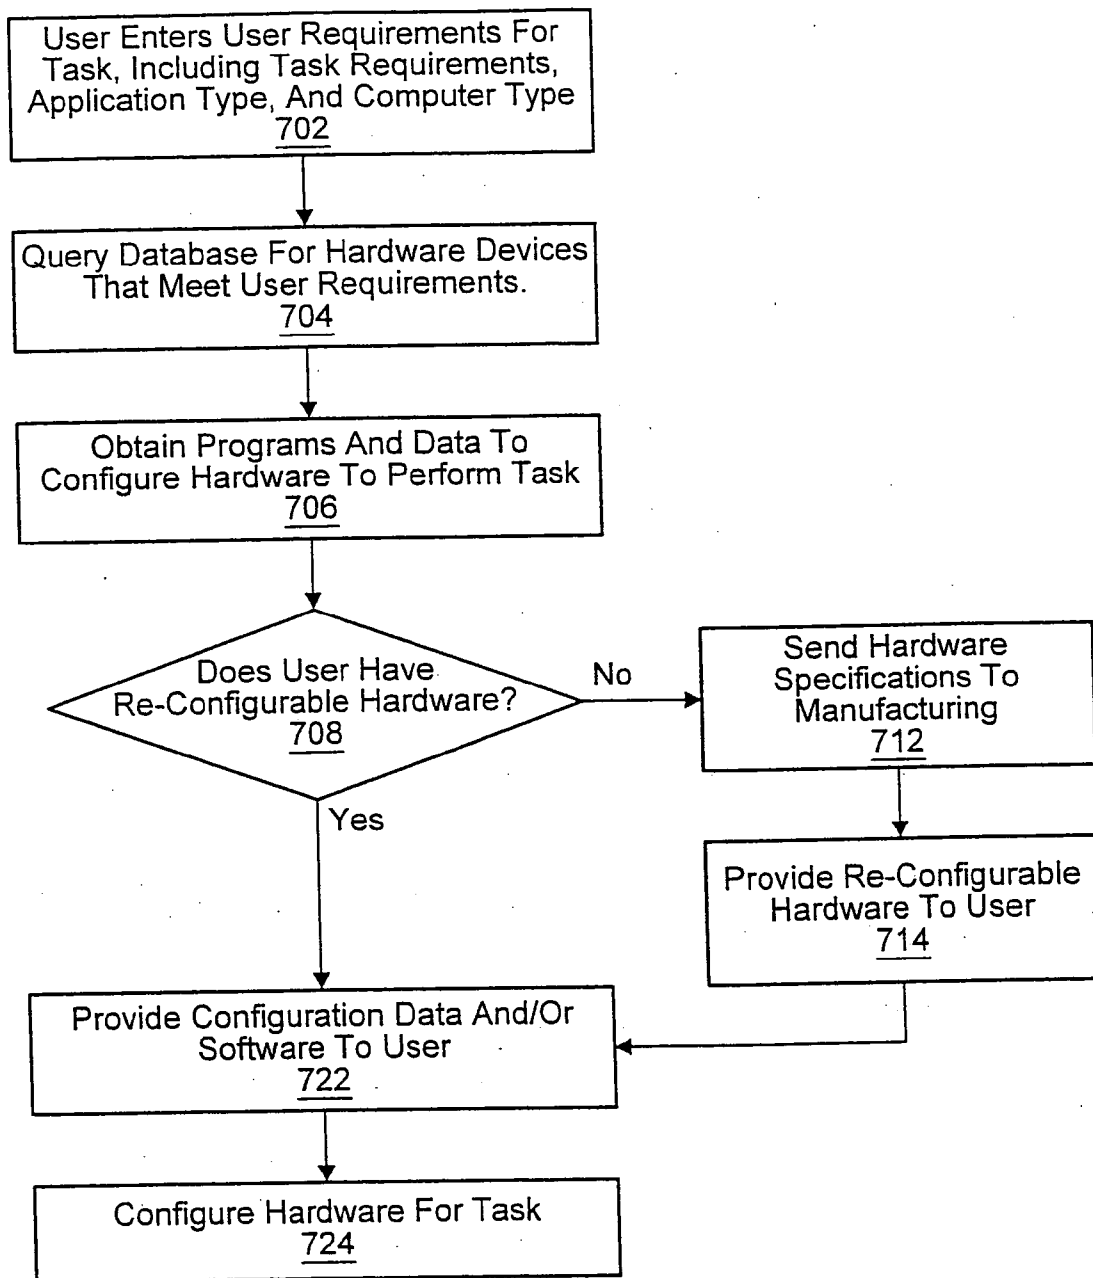 User Enters User Requirements For
Task, Including Task Requirements,
Application Type, And Computer Type
702
Query Database For Hardware Devices
That Meet User Requirements.
704
Obtain Programs And Data To
Configure Hardware To Perform Task
706
Does User Have
Re-Configurable Hardware?
708
No
Yes
Send Hardware
Specifications To
Manufacturing
712
Provide Re-Configurable
Hardware To User
714
Provide Configuration Data And/Or
Software To User
722
Configure Hardware For Task
724